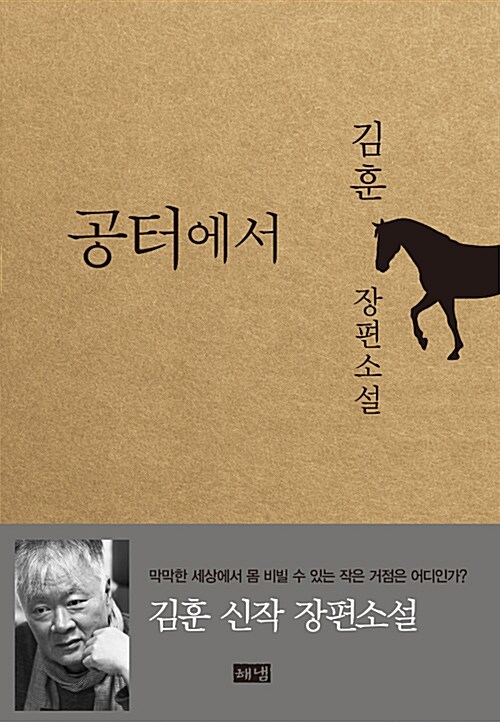 공터에서
김훈
장편소설
막막한 세상에서 몸 비빌 수 있는 작은 거점은 어디인가?
김훈 신작 장편소설
해냄